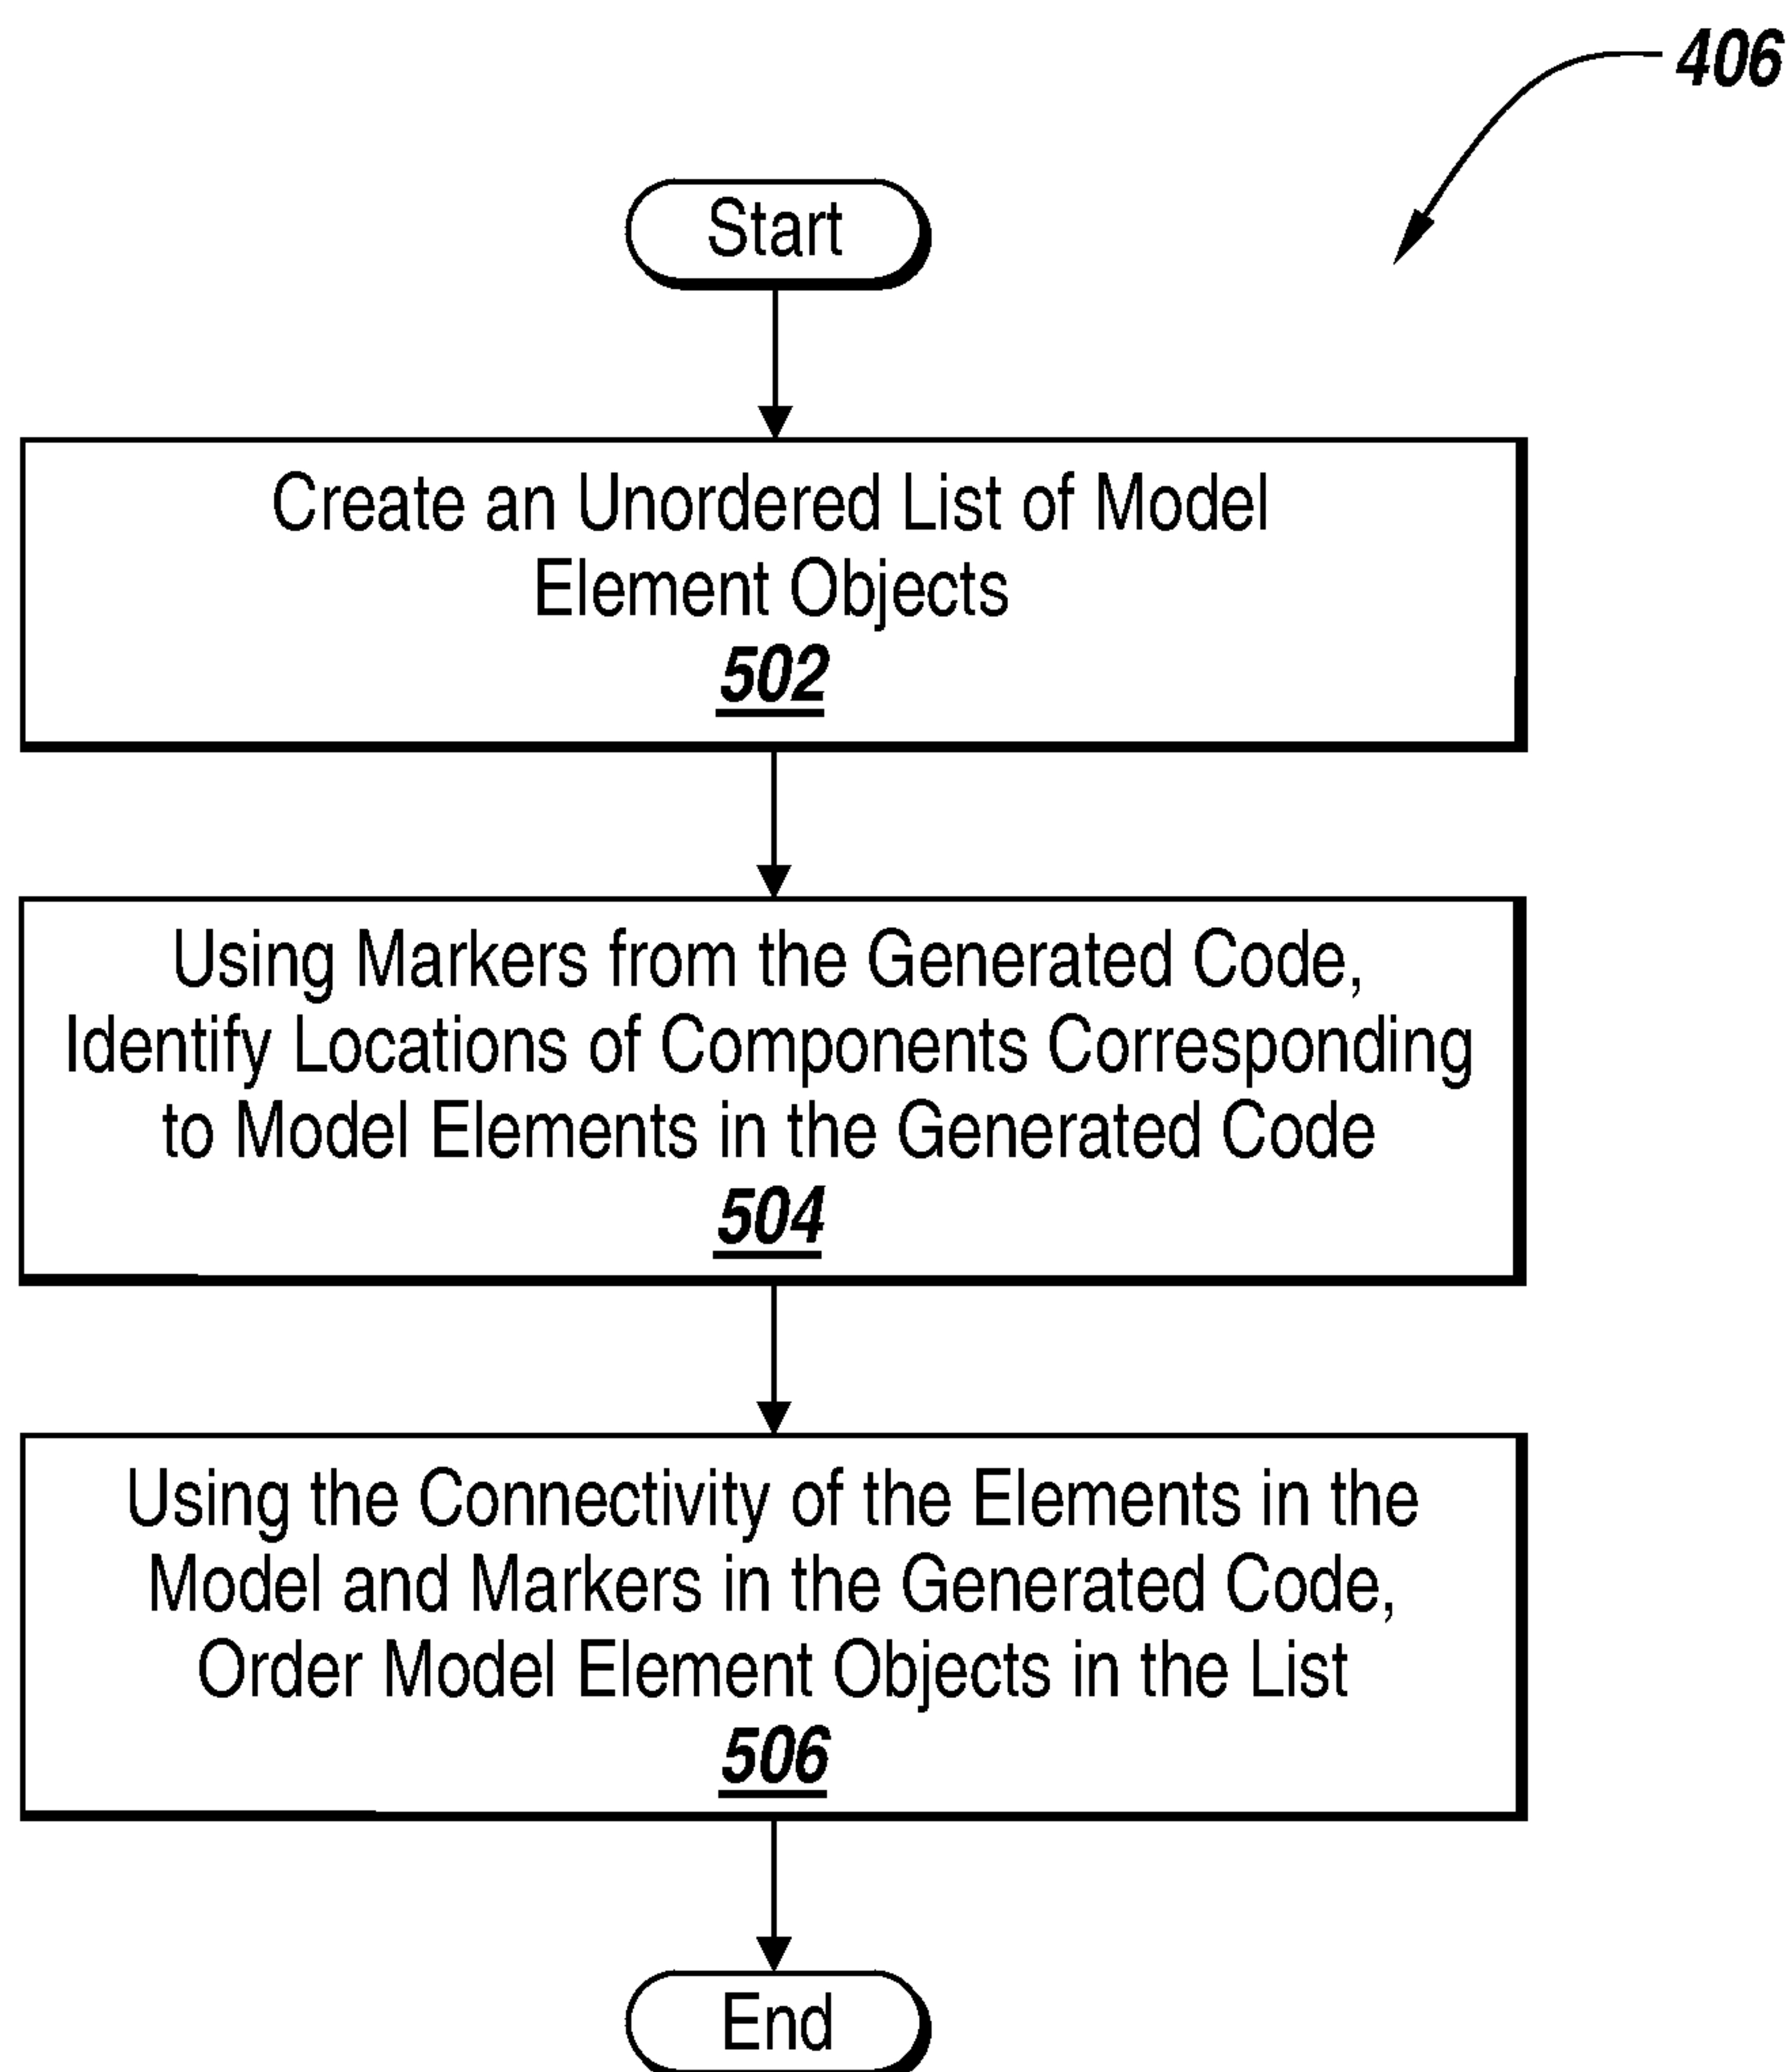 406
Start
Create an Unordered List of Model
Element Objects
502
Using Markers from the Generated Code,
Identify Locations of Components Corresponding
to Model Elements in the Generated Code
504
Using the Connectivity of the Elements in the
Model and Markers in the Generated Code,
Order Model Element Objects in the List
506
End